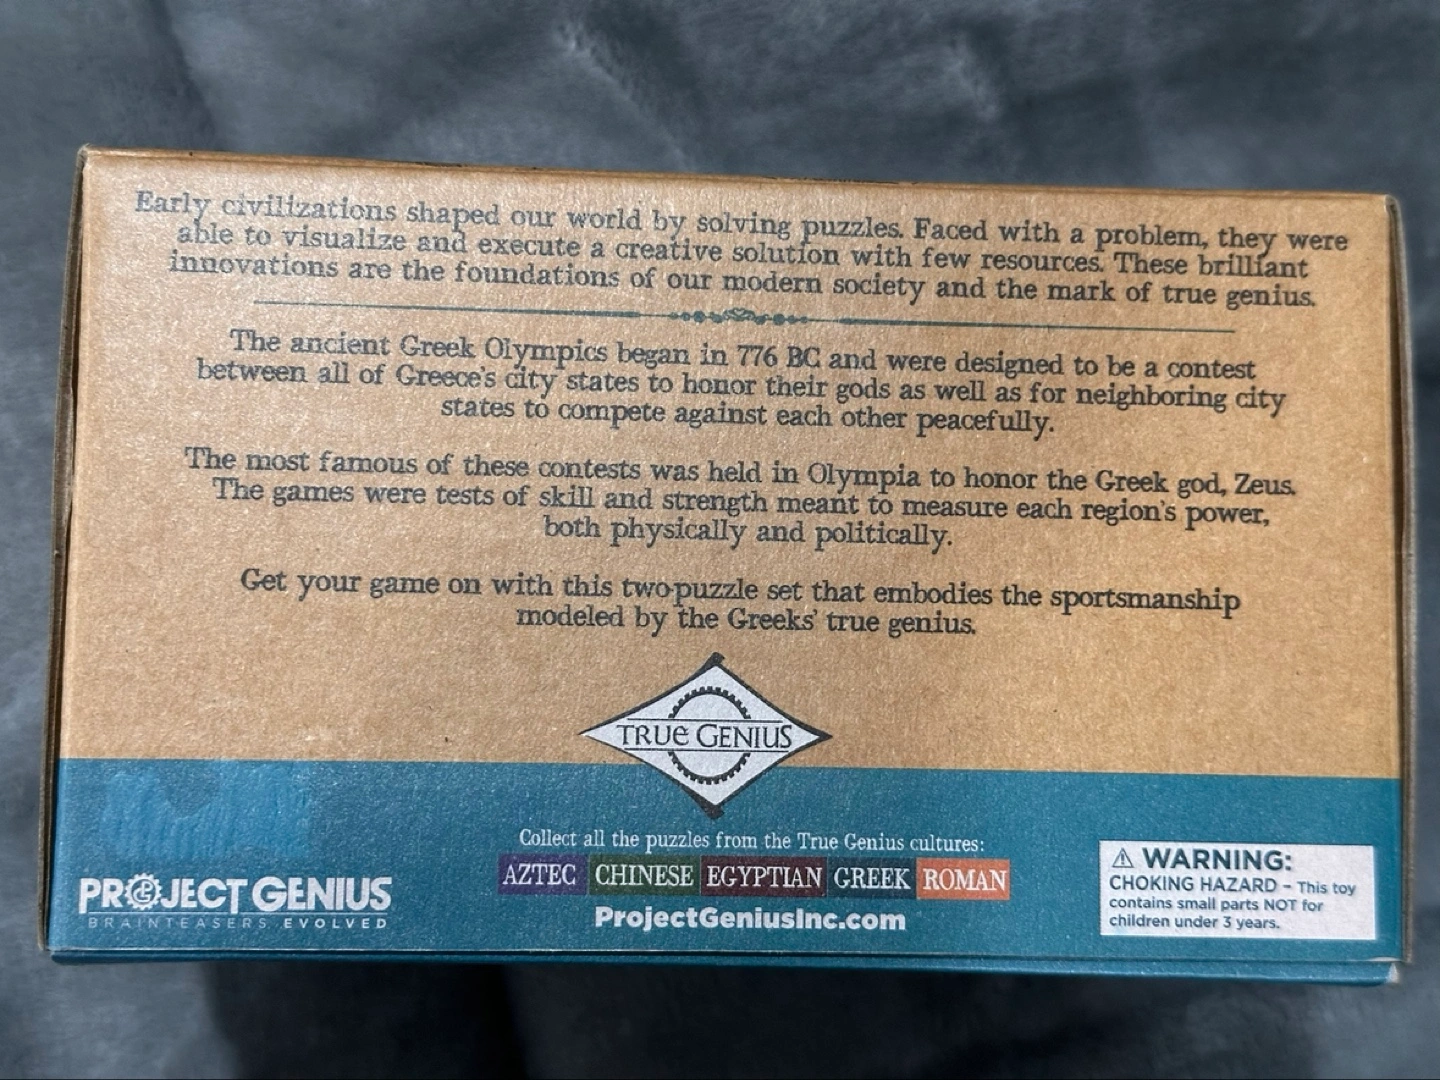 Early civilizations shaped our world by solving puzzles. Faced with a problem, they were
able to visualize and execute a creative solution with few resources. These brilliant
innovations are the foundations of our modern society and the mark of true genius.
The ancient Greek Olympics began in 776 BC and were designed to be a contest
between all of Greece's city states to honor their gods as well as for neighboring city
states to compete against each other peacefully.
The most famous of these contests was held in Olympia to honor the Greek god, Zeus.
The games were tests of skill and strength meant to measure each region's power,
both physically and politically.
Get your game on with this two-puzzle set that embodies the sportsmanship
modeled by the Greeks' true genius.
TRUe GENIUS
Collect all the puzzles from the True Genius cultures:
AZTEC CHINESE EGYPTIAN GREEK ROMAN
ProjectGeniusInc.com
PROJECT GENIUS
BRAINTEASERS. EVOLVED
⚠ WARNING:
CHOKING HAZARD – This toy
contains small parts NOT for
children under 3 years.